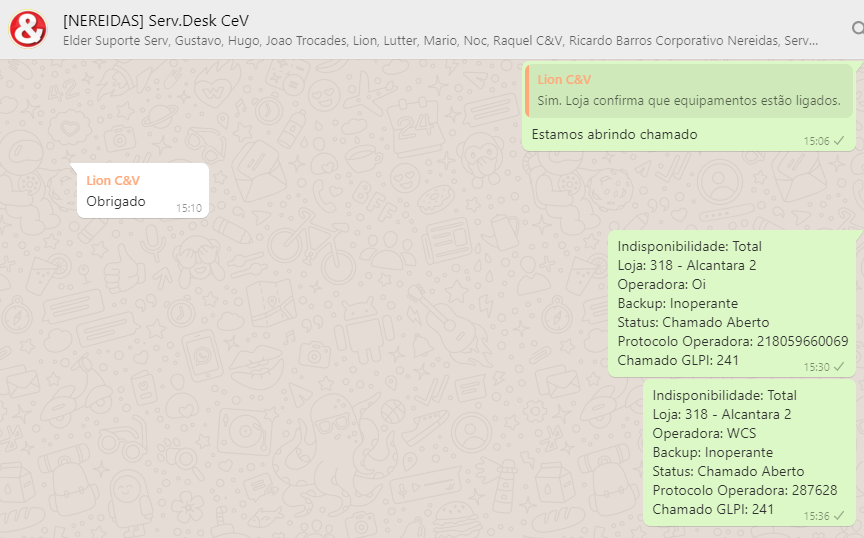 &
[NEREIDAS] Serv.Desk CeV
Elder Suporte Serv, Gustavo, Hugo, Joao Trocades, Lion, Lutter, Mario, Noc, Raquel C&V, Ricardo Barros Corporativo Nereidas, Serv...
Lion C&V
Sim. Loja confirma que equipamentos estão ligados.
Estamos abrindo chamado
15:06
Lion C&V
Obrigado
15:10
Indisponibilidade: Total
Loja: 318 - Alcantara 2
Operadora: Oi
Backup: Inoperante
Status: Chamado Aberto
Protocolo Operadora: 218059660069
Chamado GLPI: 241
15:30
Indisponibilidade: Total
Loja: 318 - Alcantara 2
Operadora: WCS
Backup: Inoperante
Status: Chamado Aberto
Protocolo Operadora: 287628
Chamado GLPI: 241
15:36